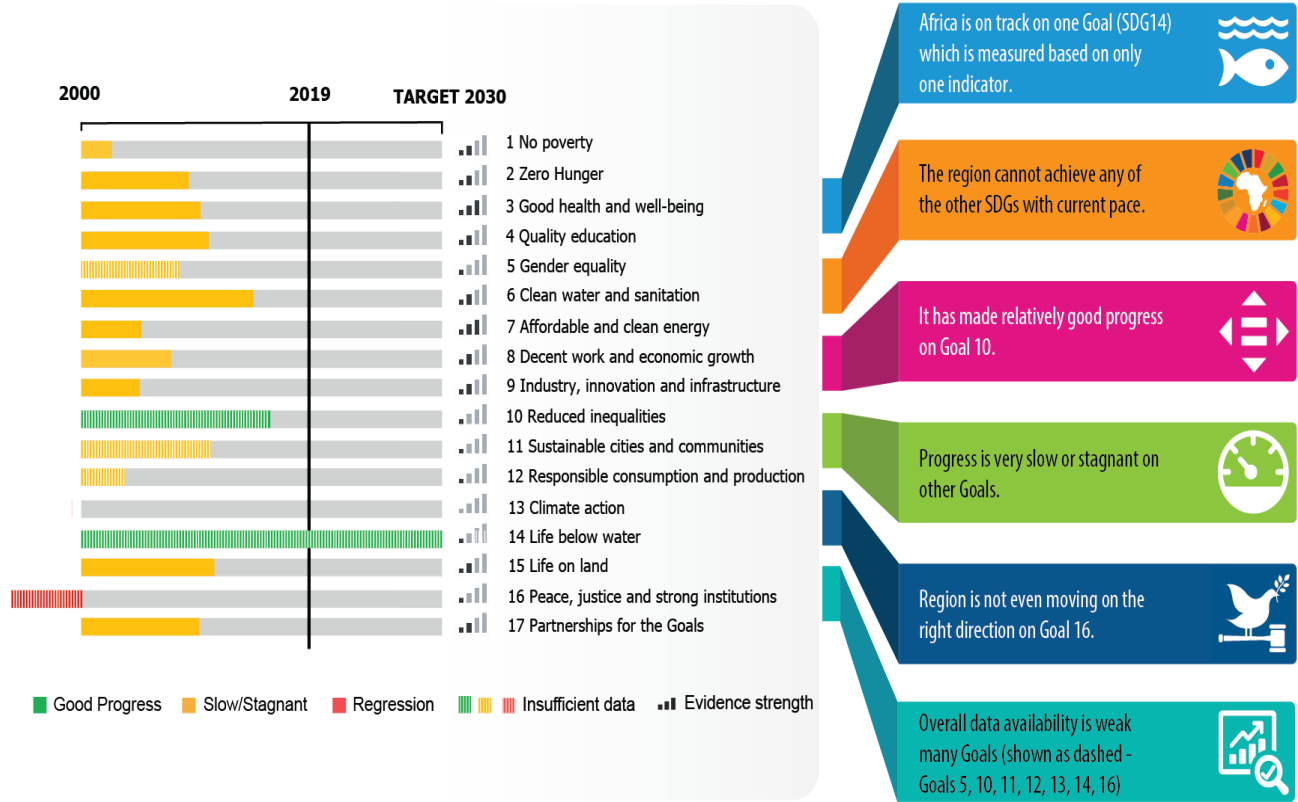 2000 2019 TARGET 2030
1 No poverty
2 Zero Hunger
3 Good health and well-being
4 Quality education
5 Gender equality
6 Clean water and sanitation
7 Affordable and clean energy
8 Decent work and economic growth
9 Industry, innovation and infrastructure
10 Reduced inequalities
11 Sustainable cities and communities
12 Responsible consumption and production
13 Climate action
14 Life below water
15 Life on land
16 Peace, justice and strong institutions
17 Partnerships for the Goals
Good Progress Slow/Stagnant Regression Insufficient data Evidence strength
Africa is on track on one Goal (SDG14)
which is measured based on only
one indicator.
The region cannot achieve any of
the other SDGs with current pace.
It has made relatively good progress
on Goal 10.
Progress is very slow or stagnant on
other Goals.
Region is not even moving on the
right direction on Goal 16.
Overall data availability is weak
many Goals (shown as dashed -
Goals 5, 10, 11, 12, 13, 14, 16)